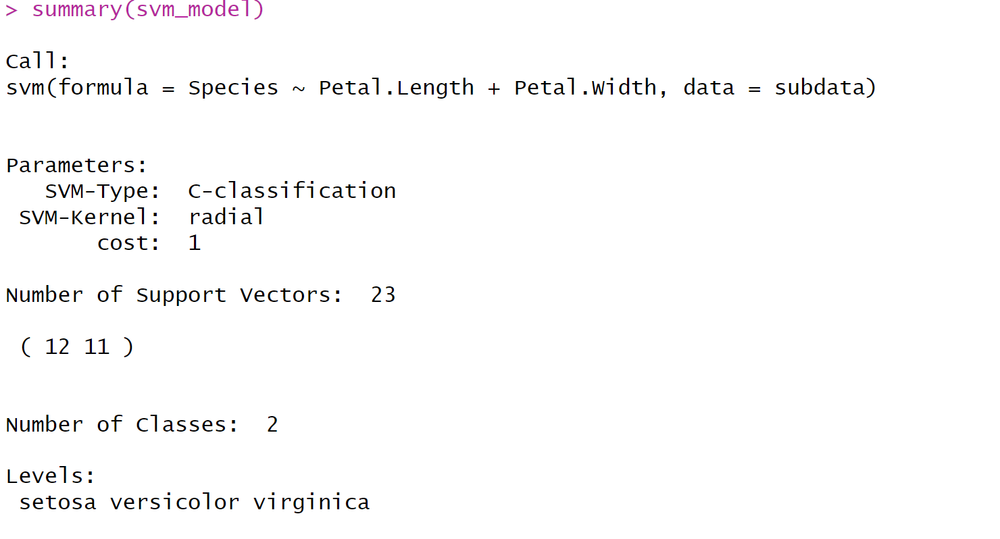 > summary(svm_model)
Call:
svm(formula = Species ~ Petal.Length + Petal.Width, data = subdata)
Parameters:
SVM-Type: C-classification
SVM-Kernel: radial
cost: 1
Number of Support Vectors: 23
( 12 11 )
Number of Classes: 2
Levels:
setosa versicolor virginica